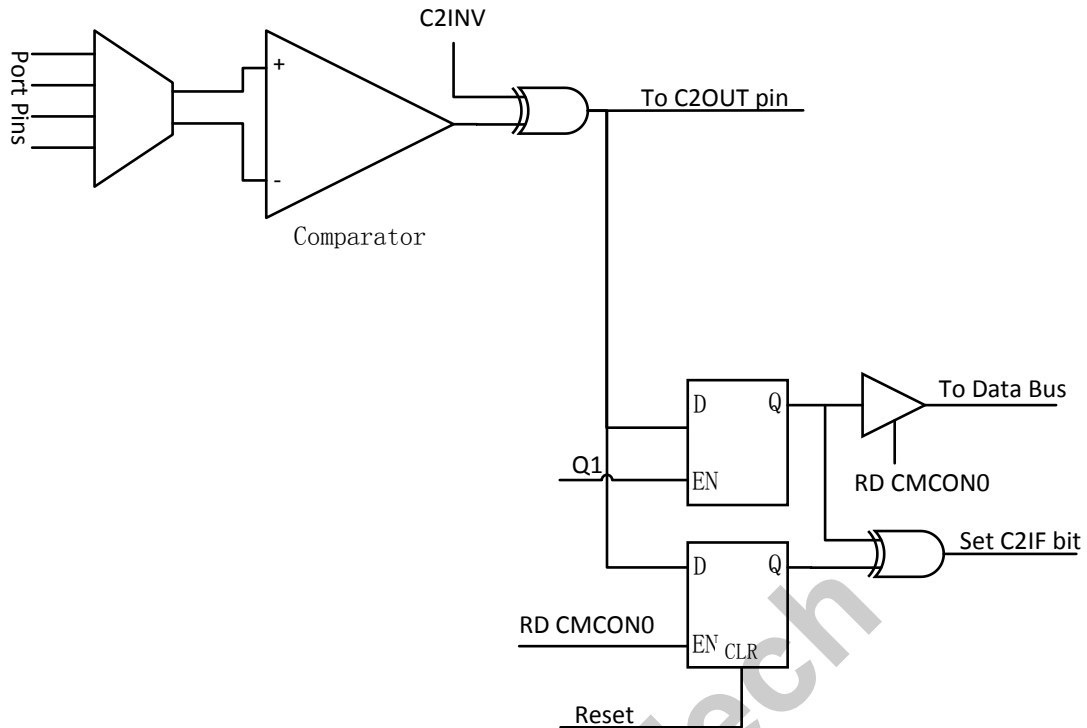 C2INV
Port Pins
+
-
To C2OUT pin
Comparator
D
Q
To Data Bus
Q1
EN
RD CMCON0
D
Q
Set C2IF bit
RD CMCON0
EN
CLR
Reset
ech